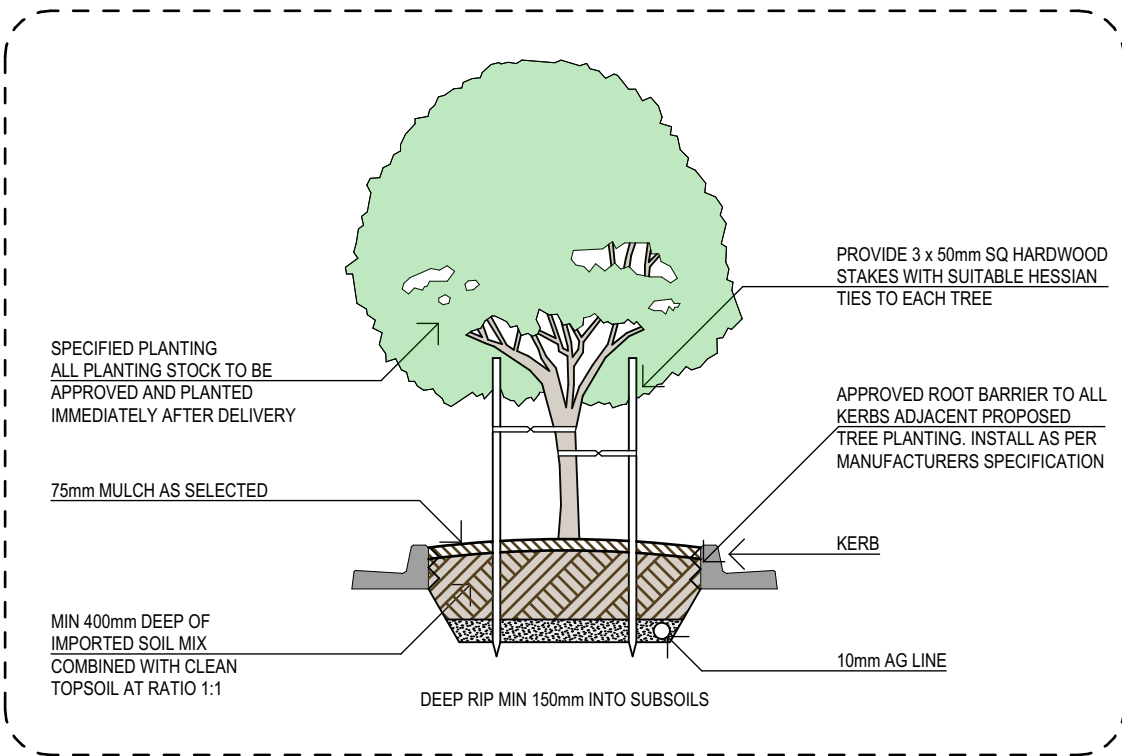 PROVIDE 3 x 50mm SQ HARDWOOD
STAKES WITH SUITABLE HESSIAN
TIES TO EACH TREE
SPECIFIED PLANTING
ALL PLANTING STOCK TO BE
APPROVED AND PLANTED
IMMEDIATELY AFTER DELIVERY
APPROVED ROOT BARRIER TO ALL
KERBS ADJACENT PROPOSED
TREE PLANTING. INSTALL AS PER
MANUFACTURERS SPECIFICATION
75mm MULCH AS SELECTED
KERB
MIN 400mm DEEP OF
IMPORTED SOIL MIX
COMBINED WITH CLEAN
TOPSOIL AT RATIO 1:1
10mm AG LINE
DEEP RIP MIN 150mm INTO SUBSOILS